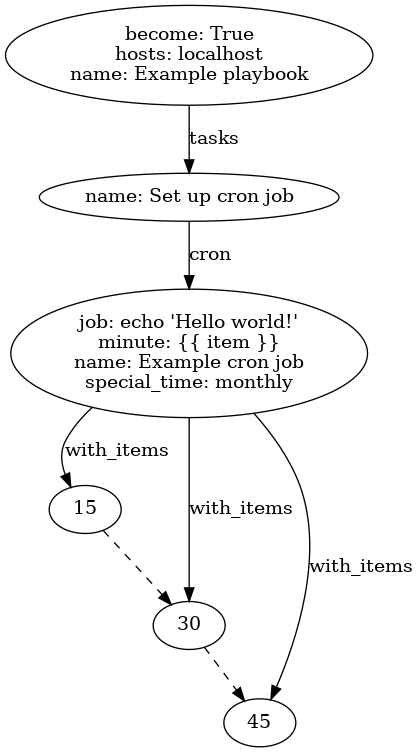 become: True
hosts: localhost
name: Example playbook
tasks
name: Set up cron job
cron
job: echo 'Hello world!'
minute: {{ item }}
name: Example cron job
special_time: monthly
with_items
15
with_items
with_items
30
45